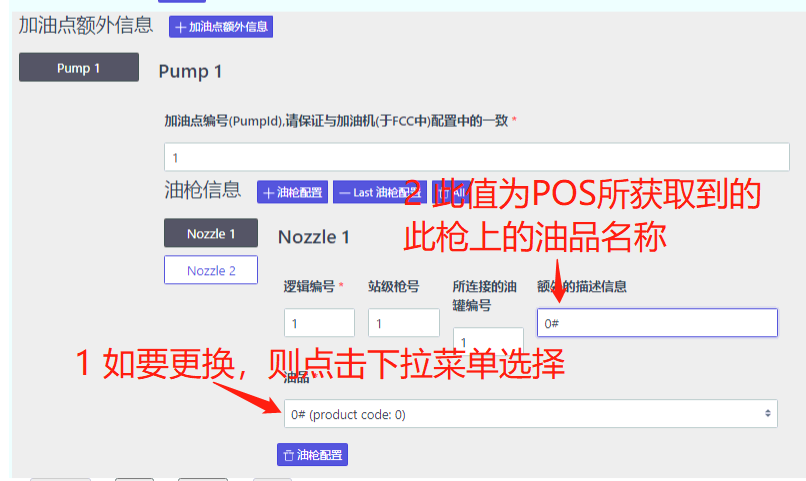 加油点额外信息
+ 加油点额外信息
Pump 1
Pump 1
加油点编号(PumpId),请保证与加油机(于FCC中)配置中的一致 *
1
油枪信息
+ 油枪配置
— Last 油枪配置
All
2 此值为POS所获取到的
此枪上的油品名称
Nozzle 1
Nozzle 1
Nozzle 2
逻辑编号 *
站级枪号
所连接的油
罐编号
额外的描述信息
1
1
1
0#
1 如要更换，则点击下拉菜单选择
油品
0# (product code: 0)
油枪配置